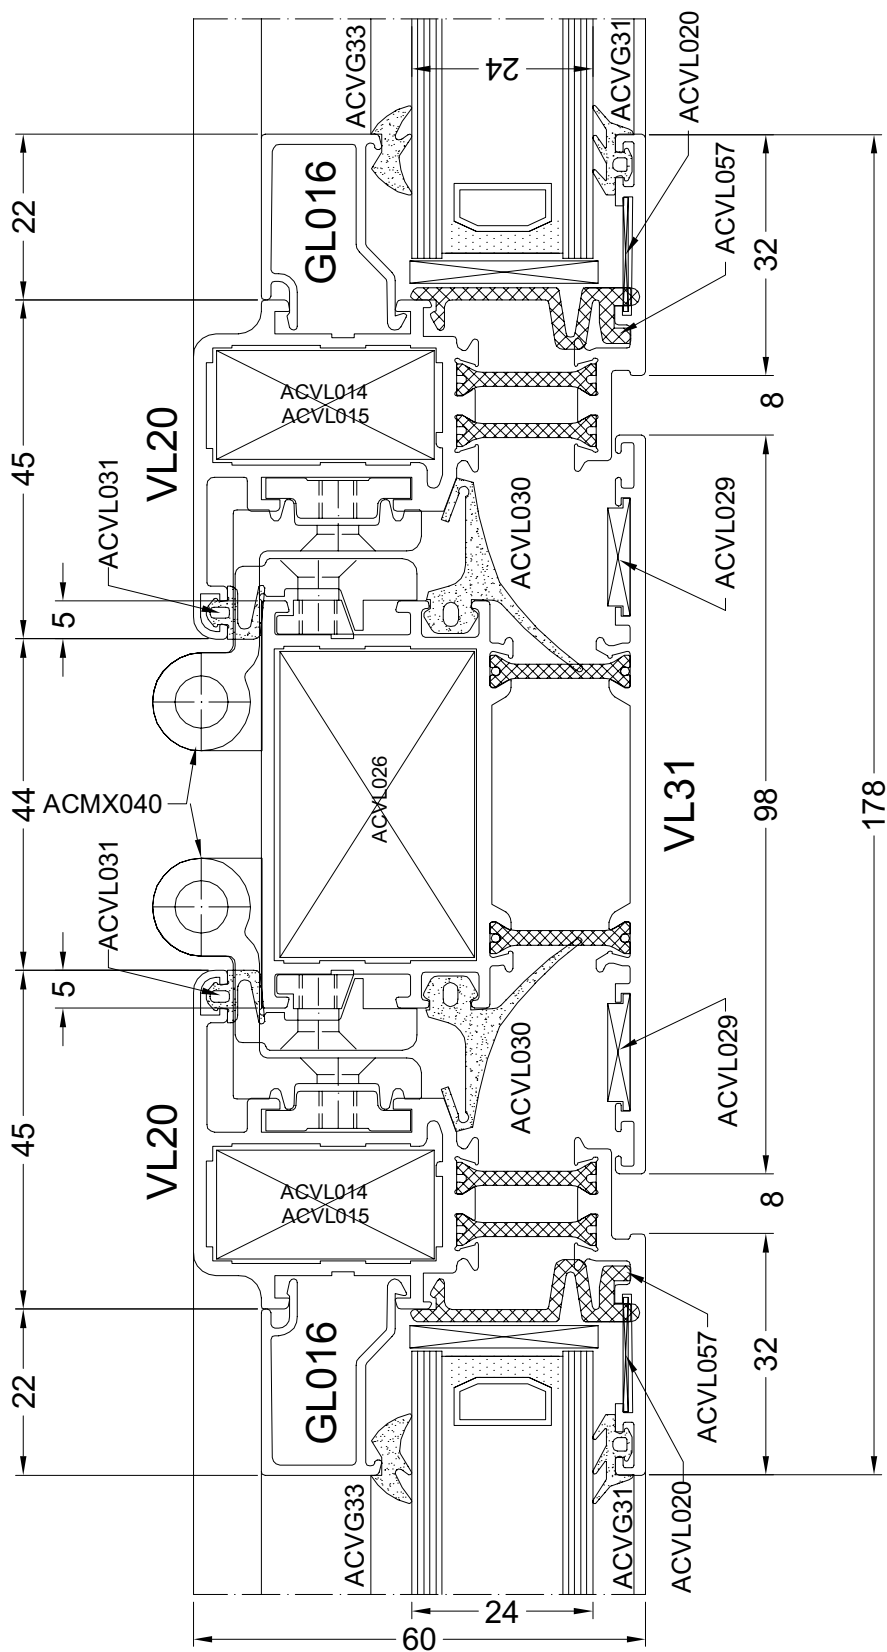 ACVG33
24
ACVG31
ACVL020
22
GL016
ACVL057
32
45
VL20
ACVL014
ACVL015
8
ACVL031
ACVL030
ACVL029
5
44
ACMX040
ACVL026
VL31
98
178
ACVL031
5
ACVL030
ACVL029
45
VL20
ACVL014
ACVL015
8
22
GL016
ACVL057
32
ACVG33
ACVG31
ACVL020
24
60